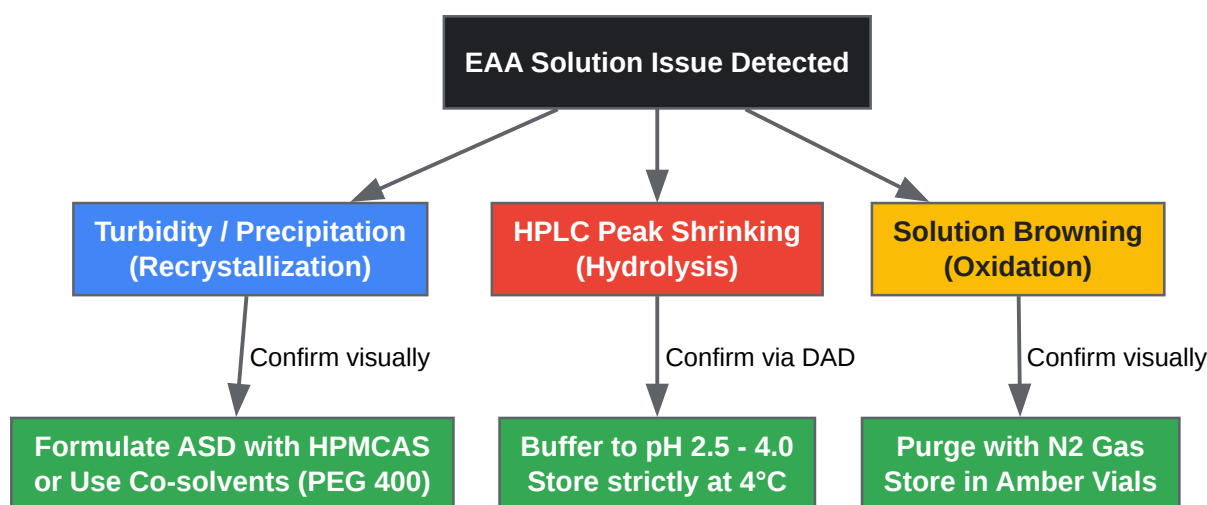 EAA Solution Issue Detected
Turbidity / Precipitation
(Recrystallization)
HPLC Peak Shrinking
(Hydrolysis)
Solution Browning
(Oxidation)
Confirm visually
Confirm via DAD
Confirm visually
Formulate ASD with HPMCAS
or Use Co-solvents (PEG 400)
Buffer to pH 2.5 - 4.0
Store strictly at 4°C
Purge with N2 Gas
Store in Amber Vials